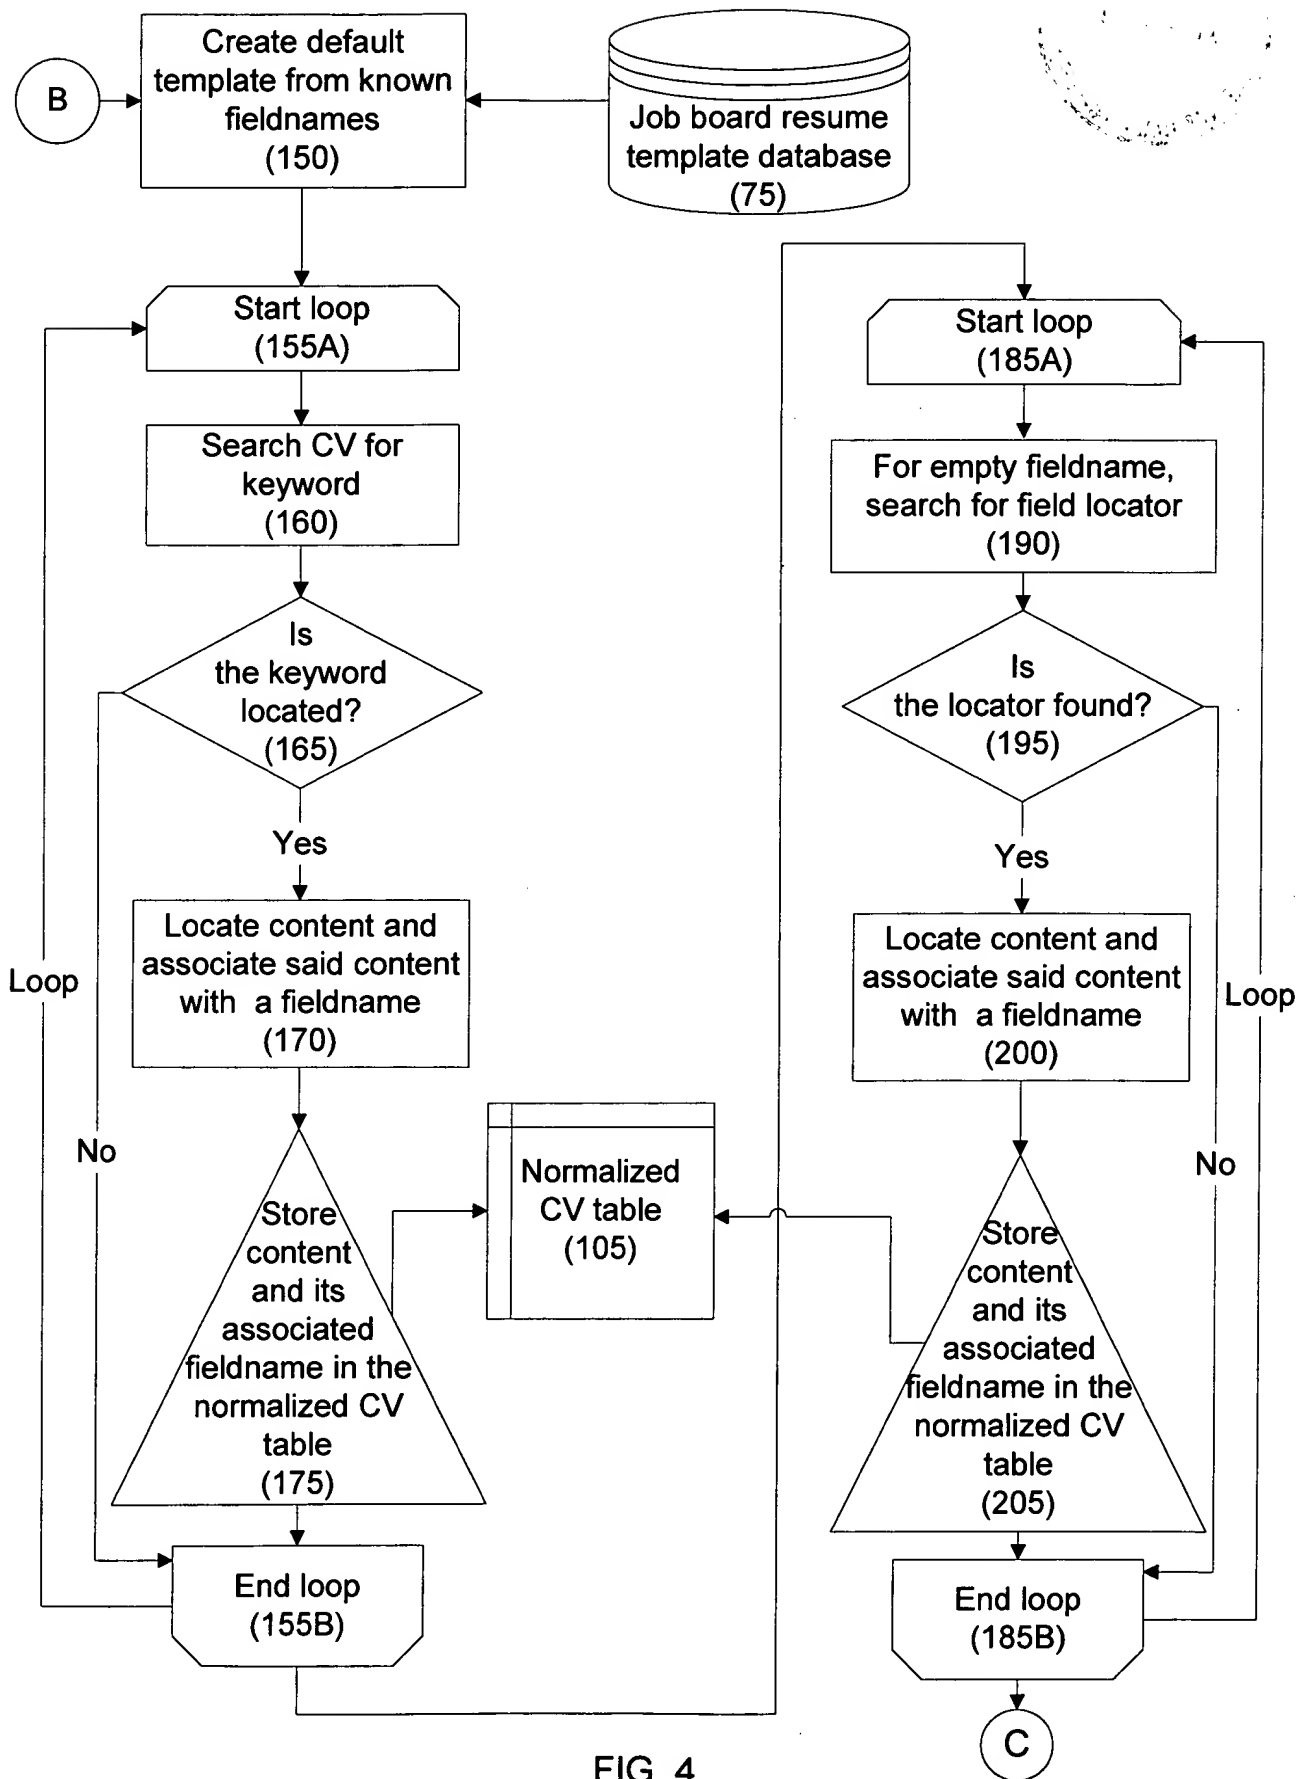 B
Create default
template from known
fieldnames
(150)
Job board resume
template database
(75)
Start loop
(155A)
Search CV for
keyword
(160)
Is
the keyword
located?
(165)
Yes
Locate content and
associate said content
with a fieldname
(170)
Loop
No
Store
content
and its
associated
fieldname in the
normalized CV
table
(175)
End loop
(155B)
Normalized
CV table
(105)
Start loop
(185A)
For empty fieldname,
search for field locator
(190)
Is
the locator found?
(195)
Yes
Locate content and
associate said content
with a fieldname
(200)
Loop
No
Store
content
and its
associated
fieldname in the
normalized CV
table
(205)
End loop
(185B)
C
FIG. 4